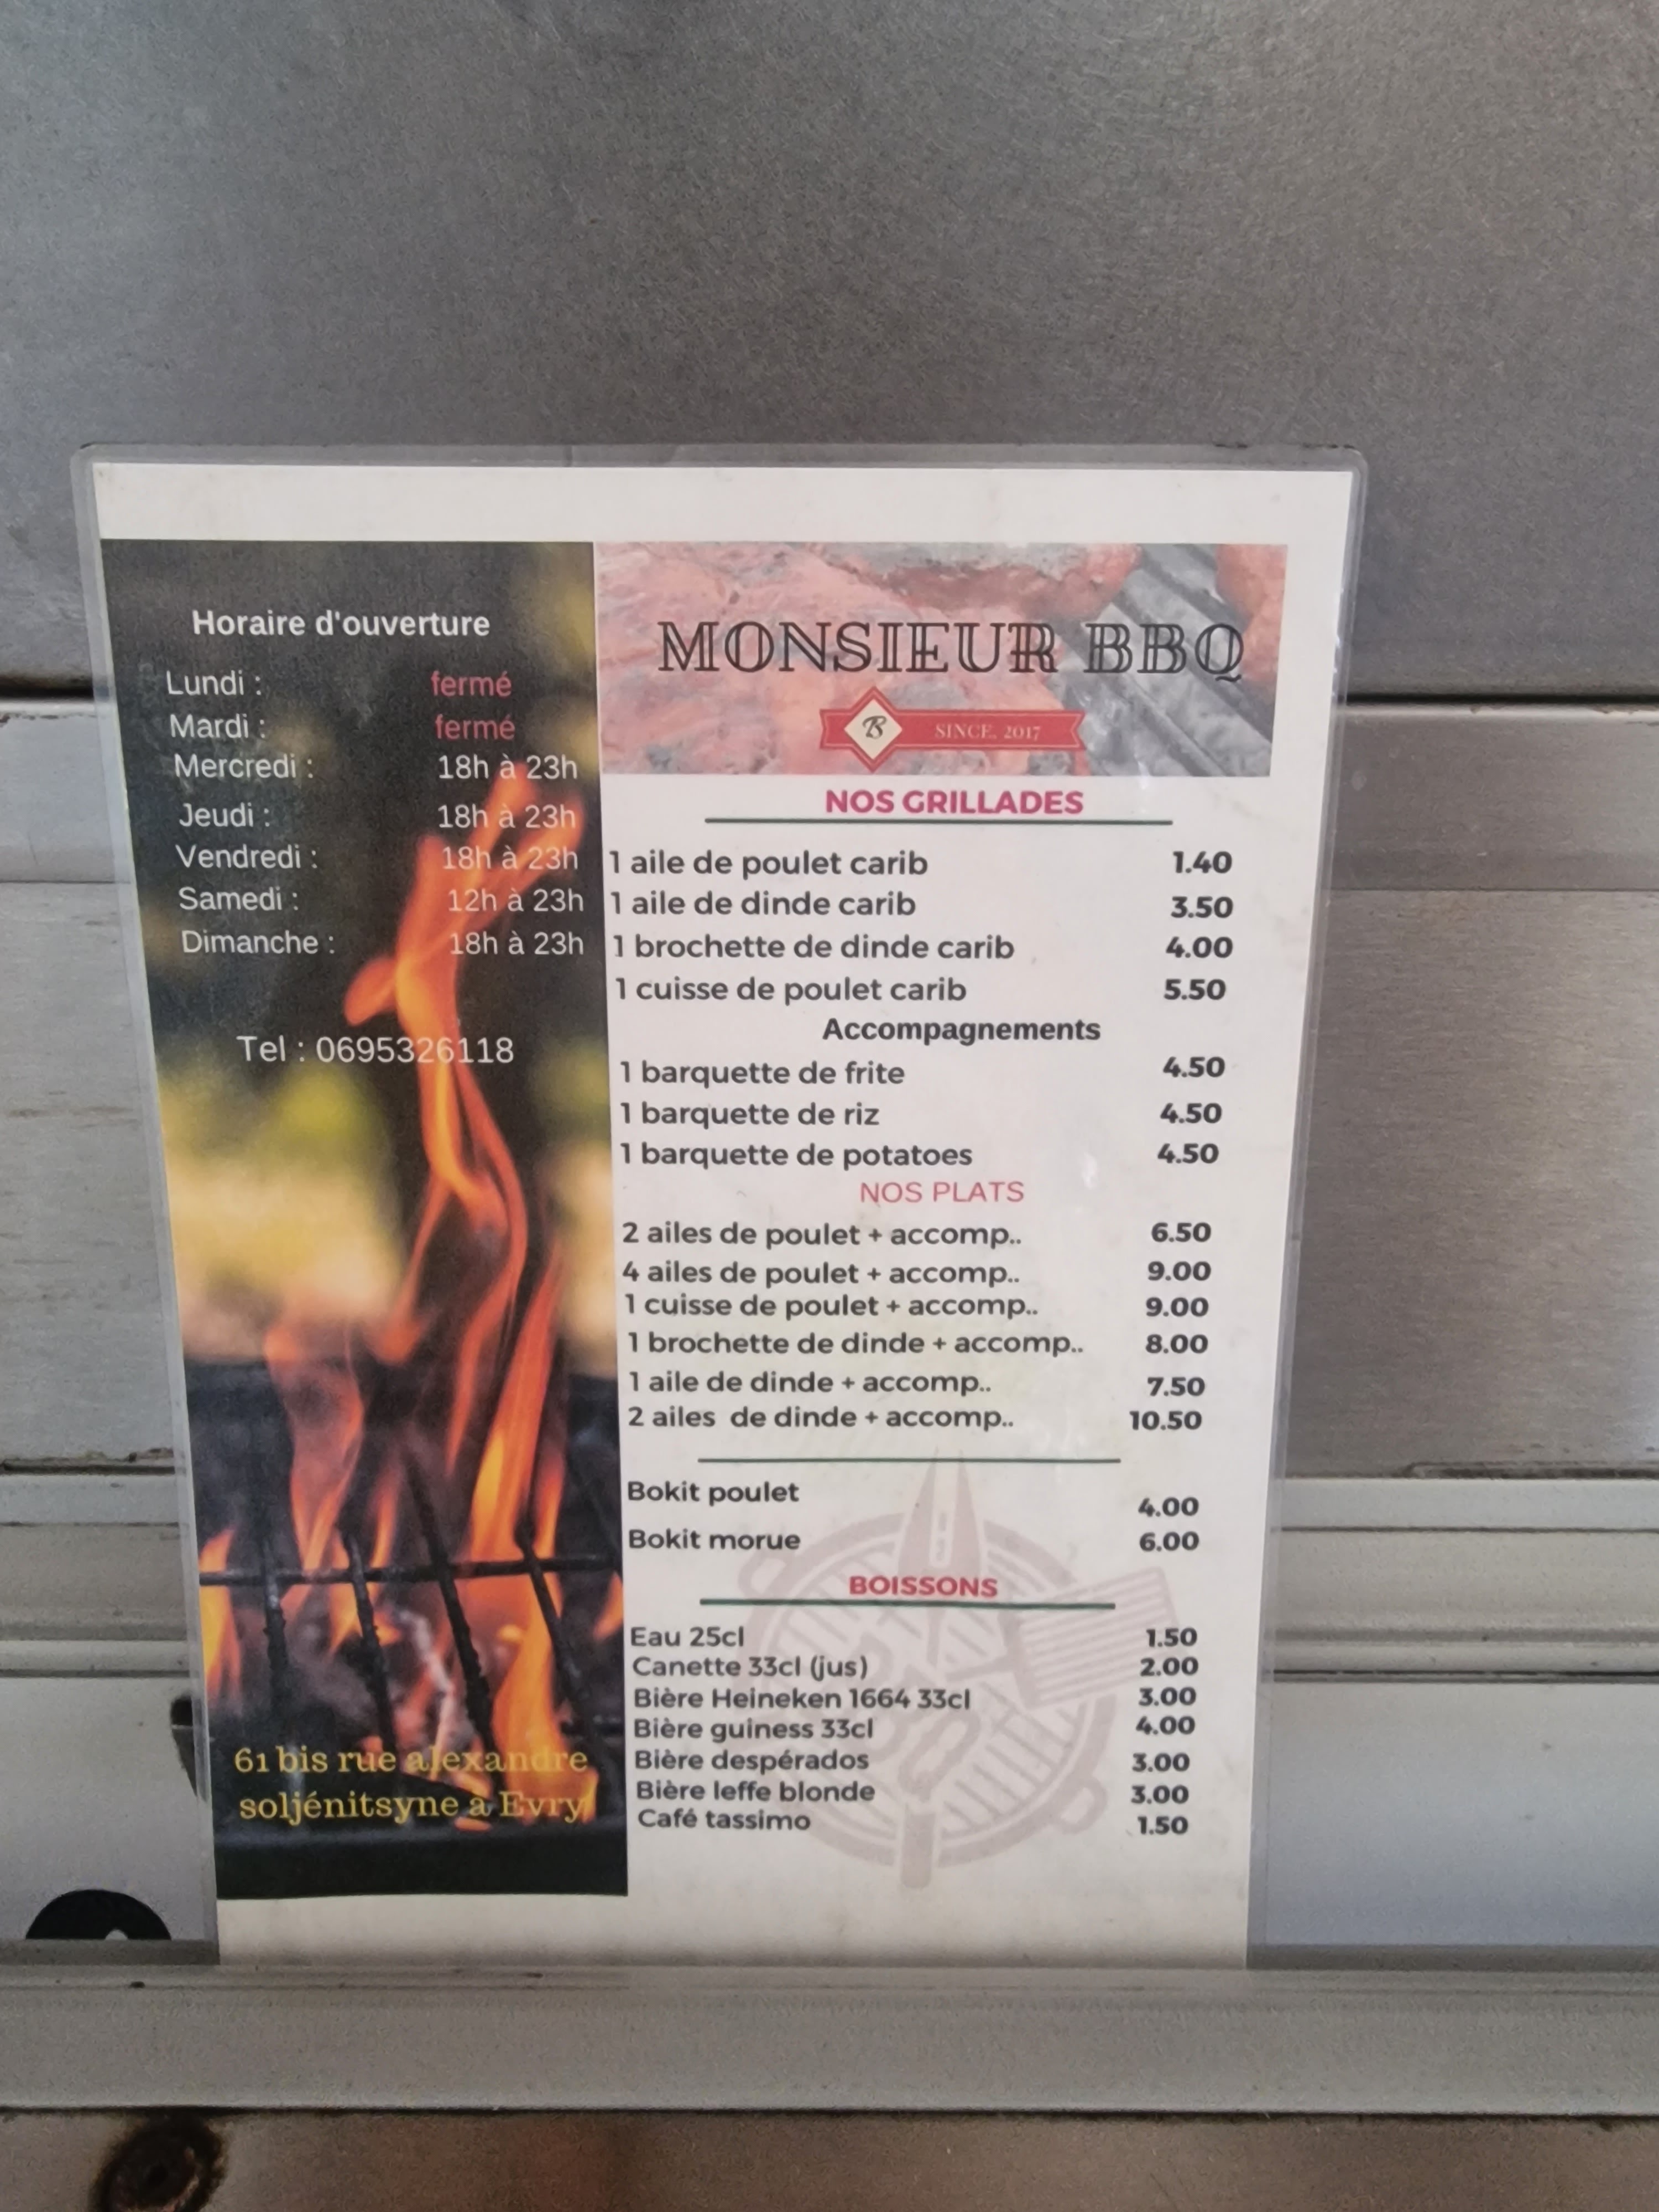 Horaire d'ouverture
Lundi : fermé
Mardi : fermé
Mercredi : 18h à 23h
Jeudi : 18h à 23h
Vendredi : 18h à 23h
Samedi : 12h à 23h
Dimanche : 18h à 23h
Tel : 0695326118
61 bis rue alexandre
soljénitsyne à Evry
MONSIEUR BBQ
B SINCE. 2017
NOS GRILLADES
1 aile de poulet carib 1.40
1 aile de dinde carib 3.50
1 brochette de dinde carib 4.00
1 cuisse de poulet carib 5.50
Accompagnements
1 barquette de frite 4.50
1 barquette de riz 4.50
1 barquette de potatoes 4.50
NOS PLATS
2 ailes de poulet + accomp.. 6.50
4 ailes de poulet + accomp.. 9.00
1 cuisse de poulet + accomp.. 9.00
1 brochette de dinde + accomp.. 8.00
1 aile de dinde + accomp.. 7.50
2 ailes de dinde + accomp.. 10.50
Bokit poulet 4.00
Bokit morue 6.00
BOISSONS
Eau 25cl 1.50
Canette 33cl (jus) 2.00
Bière Heineken 1664 33cl 3.00
Bière guiness 33cl 4.00
Bière despérados 3.00
Bière leffe blonde 3.00
Café tassimo 1.50